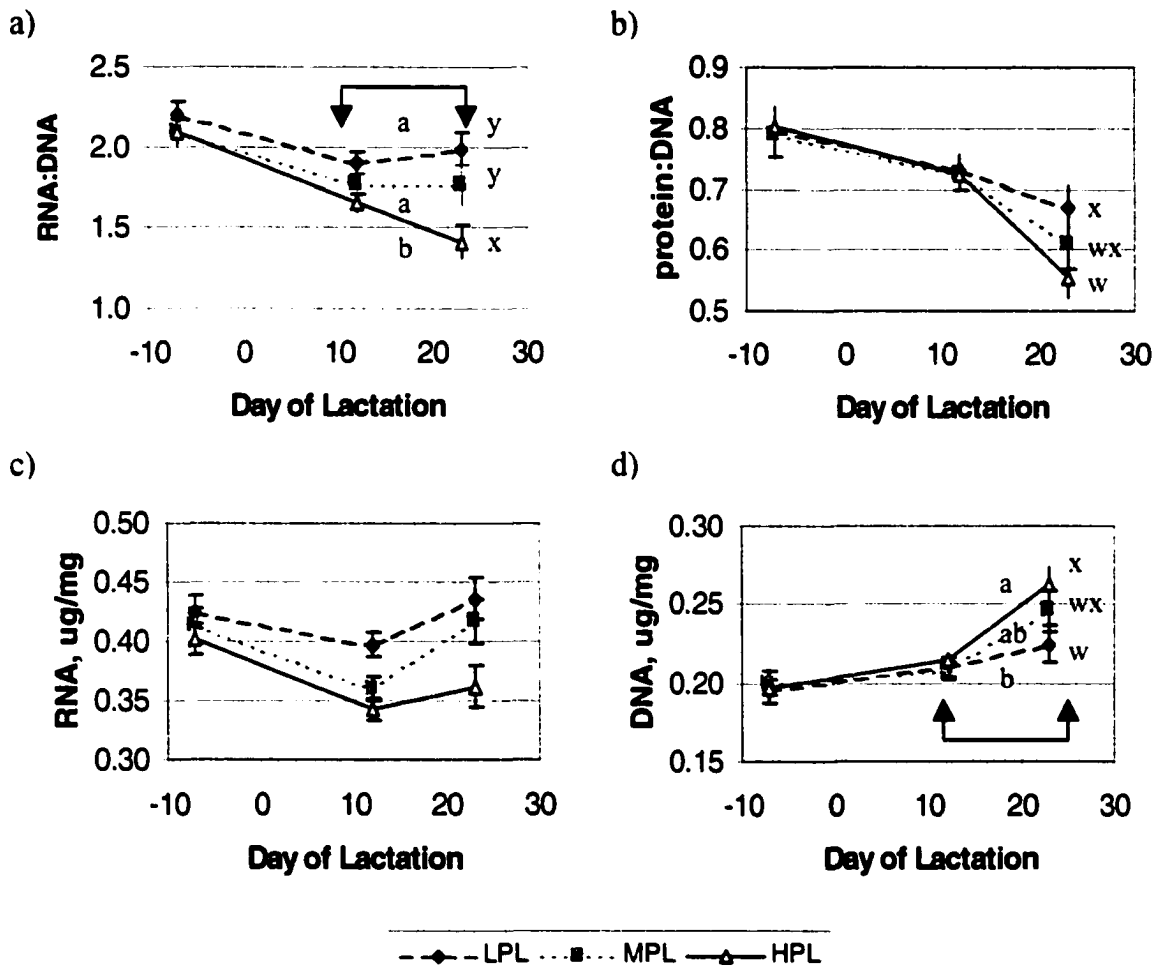 a)
2.5
2.0
1.5
1.0
RNA:DNA
a
y
y
a
b
x
-10 0 10 20 30
Day of Lactation
b)
0.9
0.8
0.7
0.6
0.5
protein:DNA
x
wx
w
-10 0 10 20 30
Day of Lactation
c)
0.50
0.45
0.40
0.35
0.30
RNA, ug/mg
-10 0 10 20 30
Day of Lactation
d)
0.30
0.25
0.20
0.15
DNA, ug/mg
a
x
wx
ab
w
b
-10 0 10 20 30
Day of Lactation
LPL MPL HPL